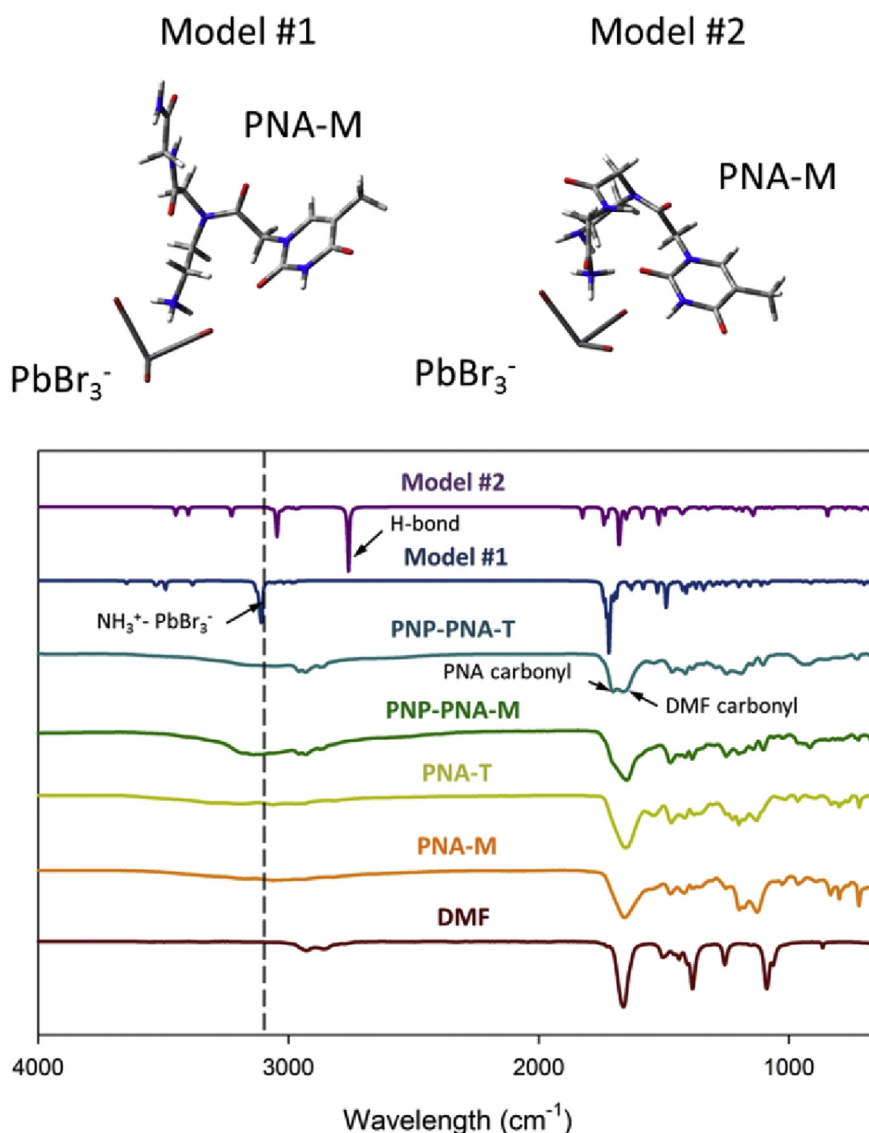 Model #1
Model #2
PNA-M
PNA-M
PbBr₃⁻
PbBr₃⁻
Model #2
H-bond
Model #1
NH₃⁺- PbBr₃⁻
PNP-PNA-T
PNA carbonyl
DMF carbonyl
PNP-PNA-M
PNA-T
PNA-M
DMF
4000
3000
2000
1000
Wavelength (cm⁻¹)